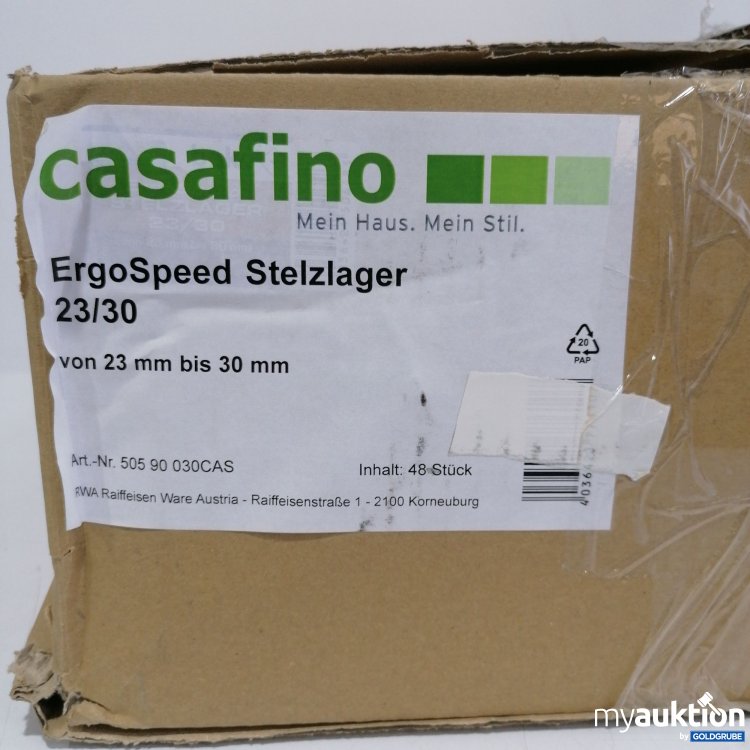 casafino
Mein Haus. Mein Stil.
ErgoSpeed Stelzlager
23/30
von 23 mm bis 30 mm
20
PAP
Art.-Nr. 505 90 030CAS
Inhalt: 48 Stück
RWA Raiffeisen Ware Austria - Raiffeisenstraße 1 - 2100 Korneuburg
myauktion
by GOLDGRUBE